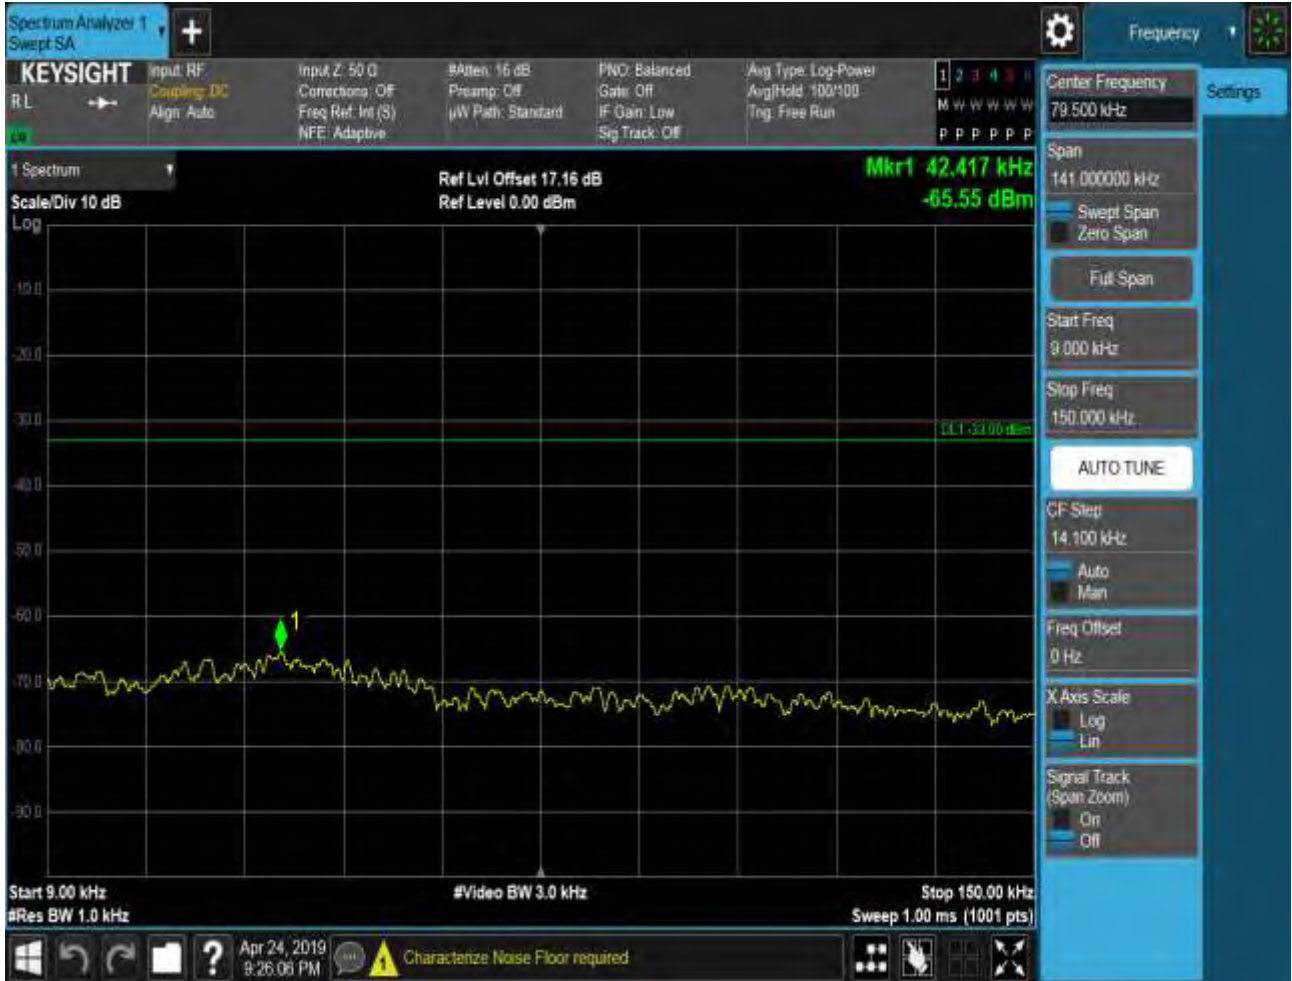 Spectrum Analyzer 1
Swept SA
+
Frequency
KEYSIGHT
RL
Input: RF
Coupling: DC
Align: Auto
Input Z: 50 Ω
Corrections: Off
Freq Ref: Int (S)
NFE: Adaptive
#Atten: 16 dB
Preamp: Off
µW Path: Standard
PNO: Balanced
Gate: Off
IF Gain: Low
Sig Track: Off
Avg Type: Log-Power
Avg|Hold: 100/100
Trig: Free Run
1 2 3 4 5 6
M W W W W W
P P P P P P
1 Spectrum
Scale/Div 10 dB
Log
Ref Lvl Offset 17.16 dB
Ref Level 0.00 dBm
Mkr1 42.417 kHz
-65.55 dBm
-10.0
-20.0
-30.0
DL1 -33.00 dBm
-40.0
-50.0
-60.0
1
-70.0
-80.0
-90.0
Start 9.00 kHz
#Res BW 1.0 kHz
#Video BW 3.0 kHz
Stop 150.00 kHz
Sweep 1.00 ms (1001 pts)
Center Frequency
79.500 kHz
Settings
Span
141.000000 kHz
Swept Span
Zero Span
Full Span
Start Freq
9.000 kHz
Stop Freq
150.000 kHz
AUTO TUNE
CF Step
14.100 kHz
Auto
Man
Freq Offset
0 Hz
X Axis Scale
Log
Lin
Signal Track
(Span Zoom)
On
Off
?
Apr 24, 2019
9:26:06 PM
1
Characterize Noise Floor required